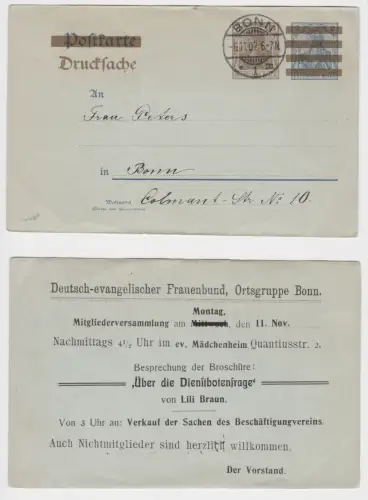 Postkarte
Drucksache
BONN
An
Frau Peters
in Bonn
Wohnung Colmant-Str. No 10.
Deutsch-evangelischer Frauenbund, Ortsgruppe Bonn.
Montag,
Mitgliederversammlung am Mittwoch, den 11. Nov.
Nachmittags 4½ Uhr im ev. Mädchenheim Quantiusstr. 2.
Besprechung der Broschüre:
„Über die Dienstbotenfrage“
von Lili Braun.
Von 3 Uhr an: Verkauf der Sachen des Beschäftigungvereins.
Auch Nichtmitglieder sind herzlich willkommen.
Der Vorstand.